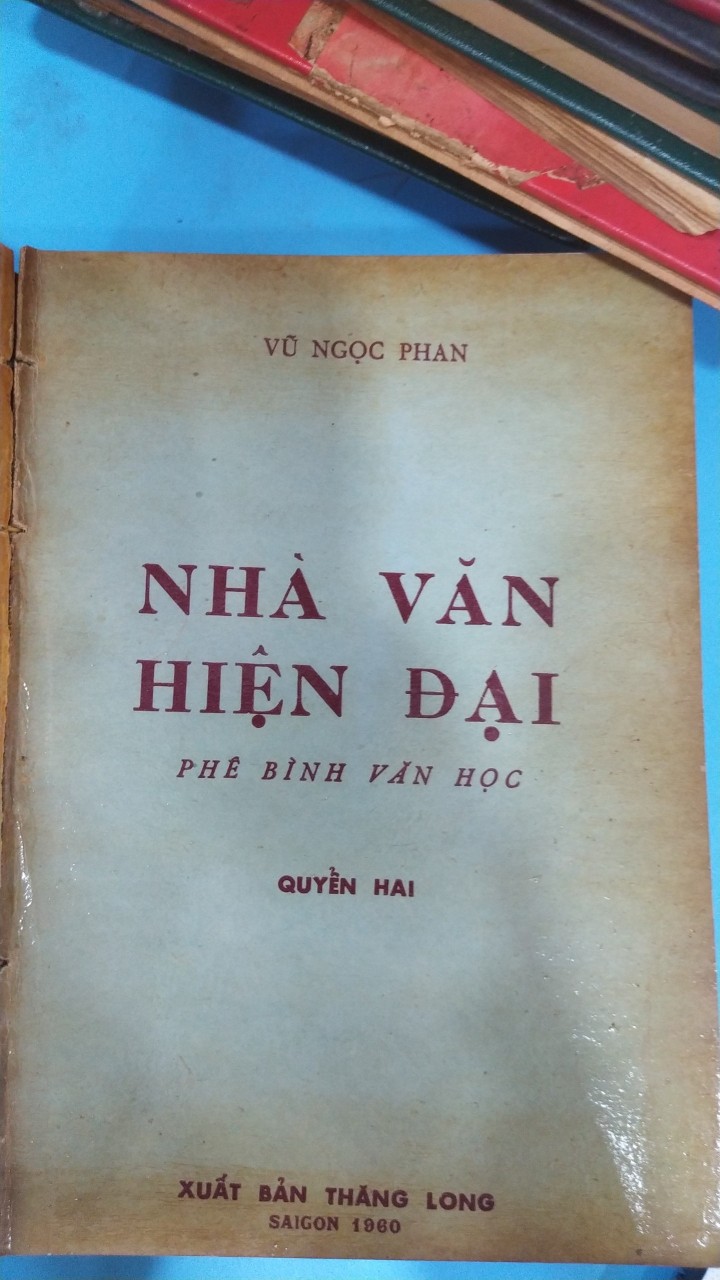 VŨ NGỌC PHAN
NHÀ VĂN
HIỆN ĐẠI
PHÊ BÌNH VĂN HỌC
QUYỂN HAI
XUẤT BẢN THĂNG LONG
SAIGON 1960